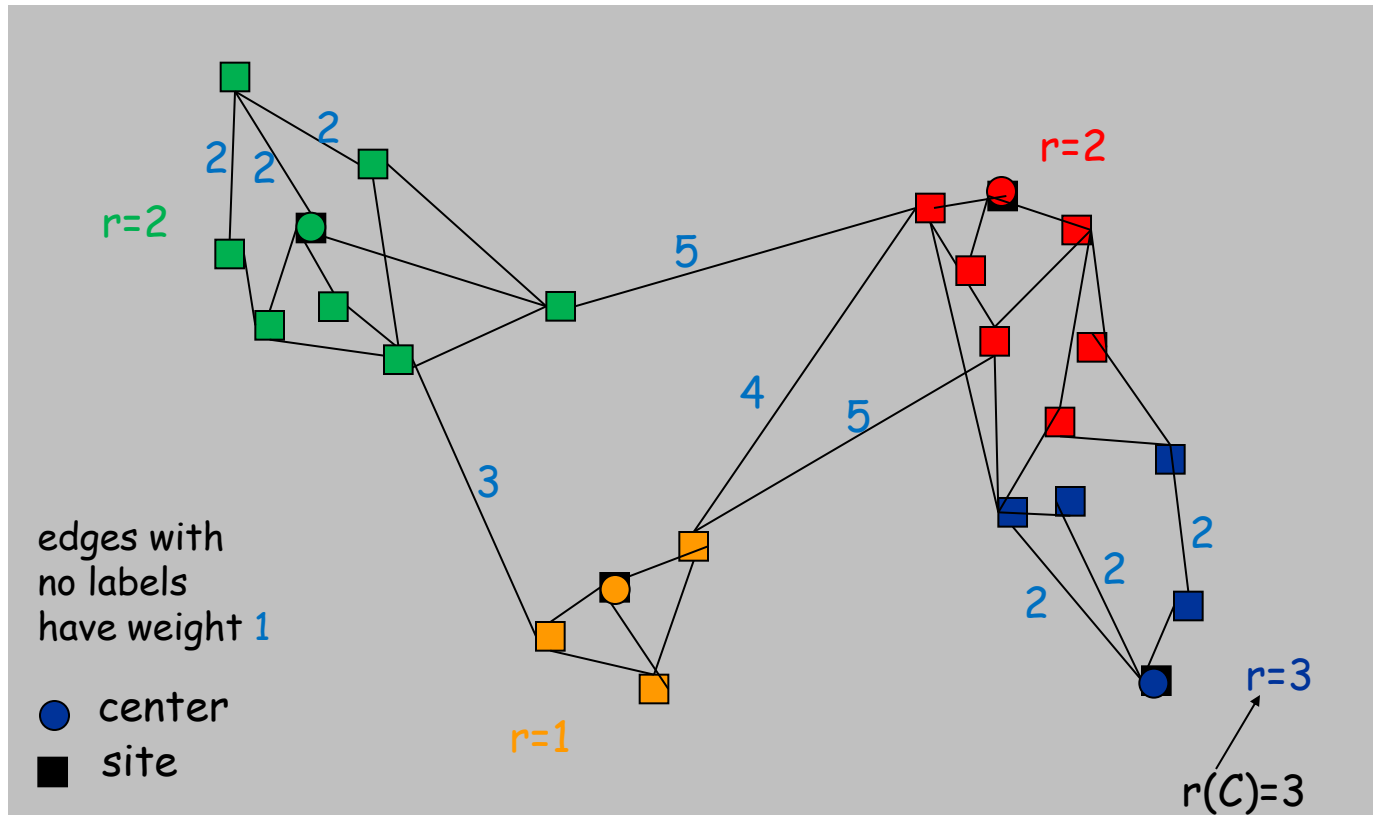 2
2
2
r=2
r=2
5
4
5
3
edges with
no labels
have weight 1
2
2
2
center
site
r=1
r=3
r(C)=3